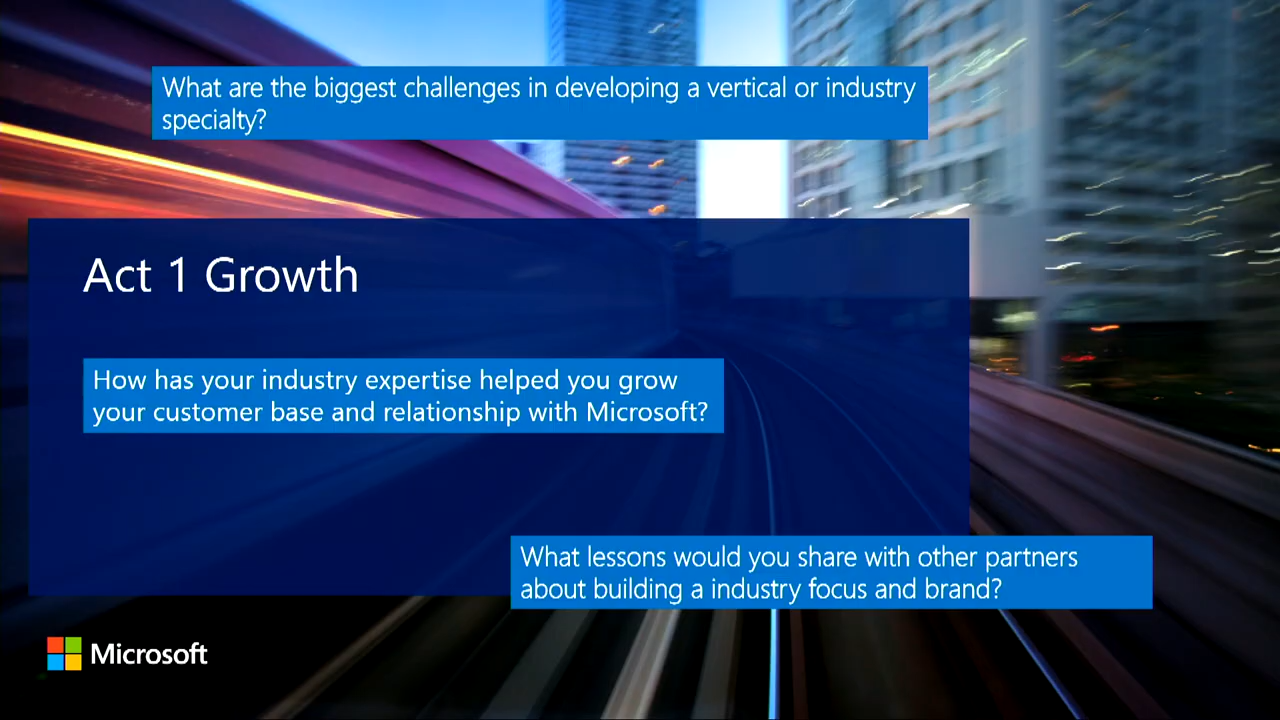 What are the biggest challenges in developing a vertical or industry
specialty?
Act 1 Growth
How has your industry expertise helped you grow
your customer base and relationship with Microsoft?
What lessons would you share with other partners
about building a industry focus and brand?
Microsoft